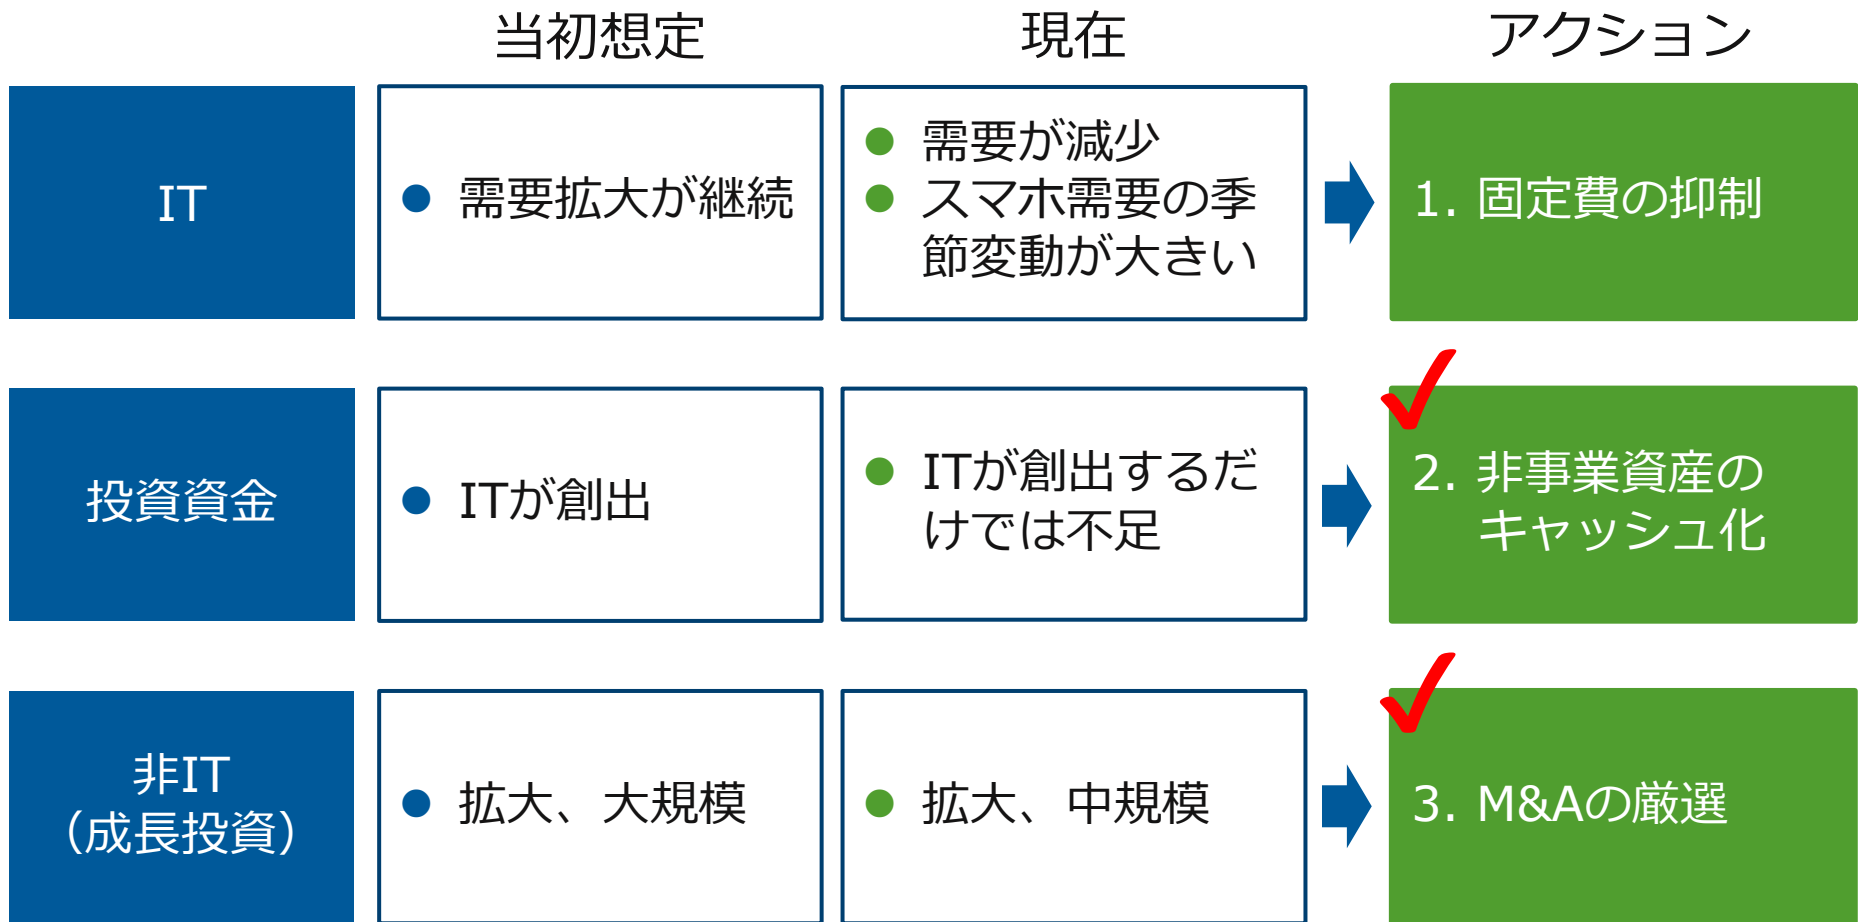 当初想定
現在
アクション
IT
● 需要拡大が継続
● 需要が減少
● スマホ需要の季
節変動が大きい
1. 固定費の抑制
投資資金
● ITが創出
● ITが創出するだ
けでは不足
2. 非事業資産の
キャッシュ化
非IT
（成長投資）
● 拡大、大規模
● 拡大、中規模
3. M&Aの厳選